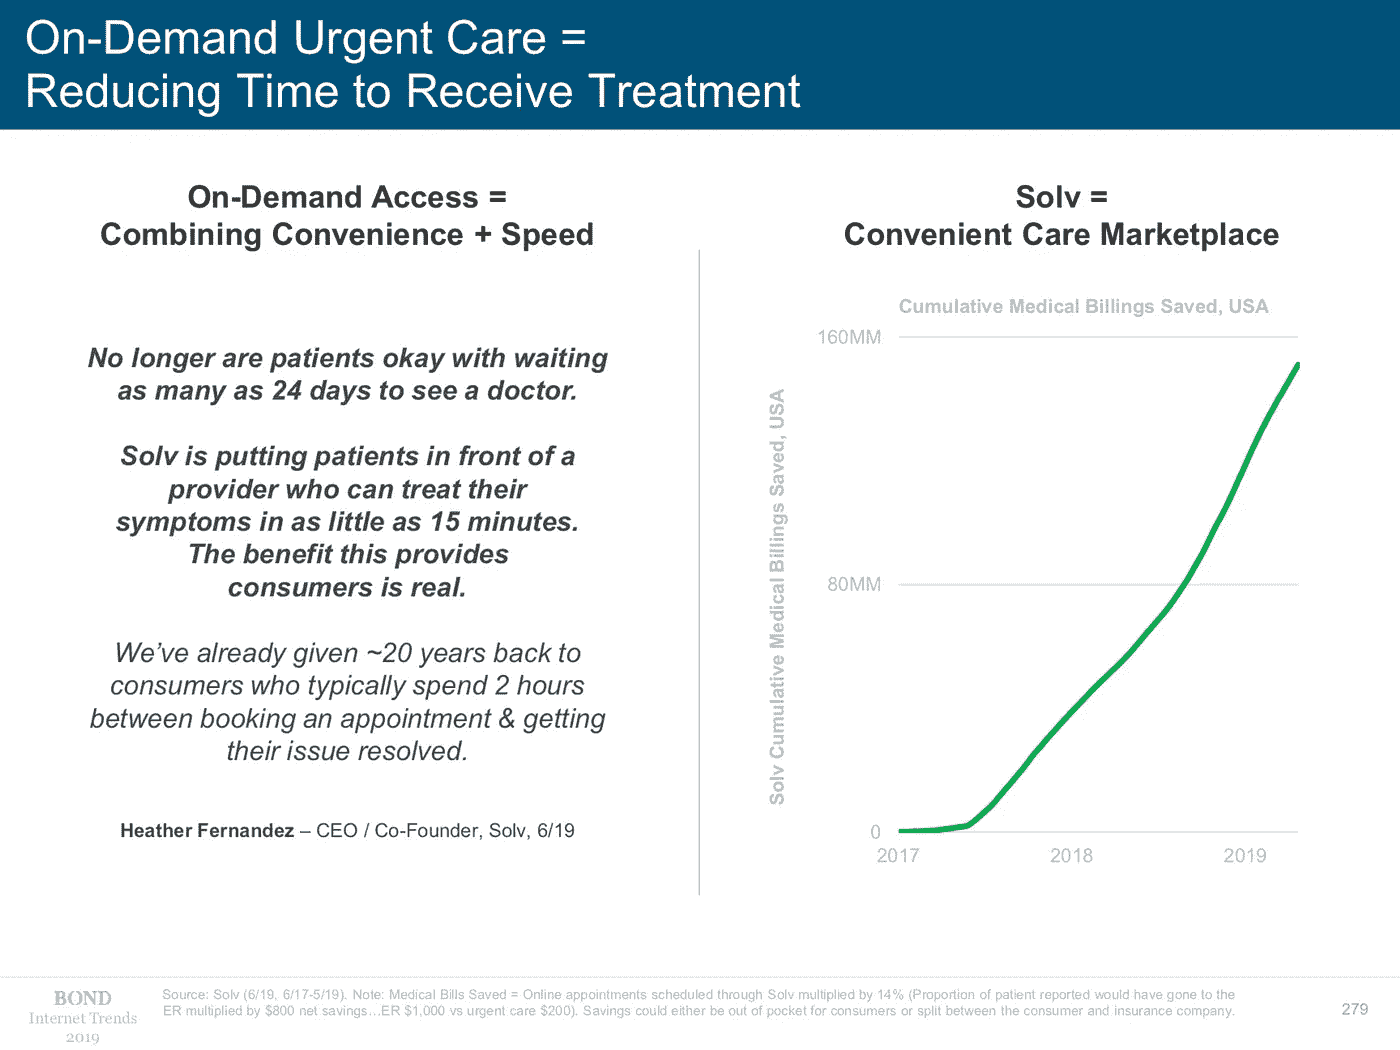 On-Demand Urgent Care =
Reducing Time to Receive Treatment
On-Demand Access =
Combining Convenience + Speed
No longer are patients okay with waiting
as many as 24 days to see a doctor.
Solv is putting patients in front of a
provider who can treat their
symptoms in as little as 15 minutes.
The benefit this provides
consumers is real.
We’ve already given ~20 years back to
consumers who typically spend 2 hours
between booking an appointment & getting
their issue resolved.
Heather Fernandez – CEO / Co-Founder, Solv, 6/19
Solv =
Convenient Care Marketplace
Cumulative Medical Billings Saved, USA
Solv Cumulative Medical Billings Saved, USA
160MM
80MM
0
2017
2018
2019
BOND
Internet Trends
2019
Source: Solv (6/19, 6/17-5/19). Note: Medical Bills Saved = Online appointments scheduled through Solv multiplied by 14% (Proportion of patient reported would have gone to the
ER multiplied by $800 net savings…ER $1,000 vs urgent care $200). Savings could either be out of pocket for consumers or split between the consumer and insurance company.
279